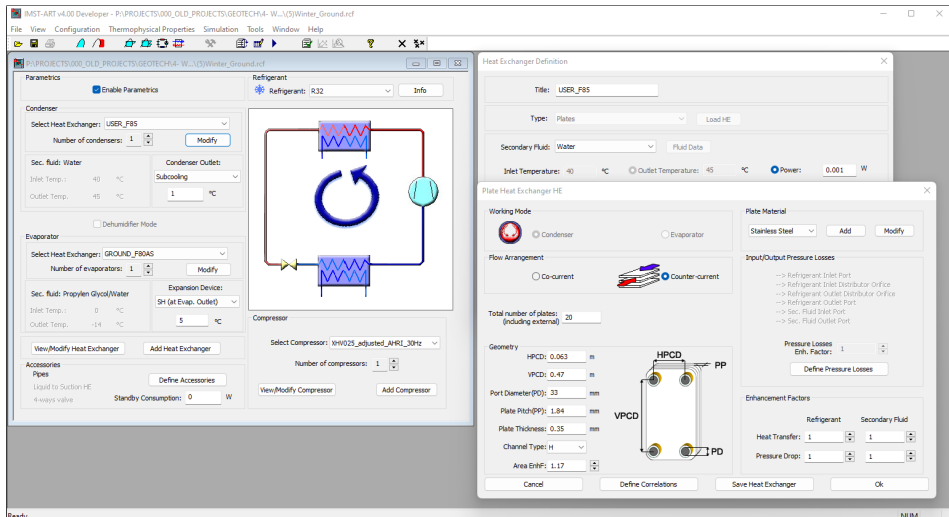 IMST-ART v4.00 Developer - P:\PROJECTS\000_OLD_PROJECTS\GEOTECH\4- W...\(5)Winter_Ground.rcf
File View Configuration Thermophysical Properties Simulation Tools Window Help
P:\PROJECTS\000_OLD_PROJECTS\GEOTECH\4- W...\(5)Winter_Ground.rcf
Parametrics
Enable Parametrics
Refrigerant
Refrigerant: R32 Info
Condenser
Select Heat Exchanger: USER_F85
Number of condensers: 1 Modify
Sec. fluid: Water
Inlet Temp.: 40 ºC
Outlet Temp. 45 ºC
Condenser Outlet:
Subcooling
1 ºC
Dehumidifier Mode
Evaporator
Select Heat Exchanger: GROUND_F80AS
Number of evaporators: 1 Modify
Sec. fluid: Propylen Glycol/Water
Inlet Temp.: 0 ºC
Outlet Temp. -14 ºC
Expansion Device:
SH (at Evap. Outlet)
5 ºC
View/Modify Heat Exchanger Add Heat Exchanger
Accessories
Pipes
Liquid to Suction HE
4-ways valve
Define Accessories
Standby Consumption: 0 W
Compressor
Select Compressor: XHV025_adjusted_AHRI_30Hz
Number of compressors: 1
View/Modify Compressor Add Compressor
Heat Exchanger Definition
Title: USER_F85
Type: Plates Load HE
Secondary Fluid: Water Fluid Data
Inlet Temperature: 40 ºC Outlet Temperature: 45 ºC Power: 0.001 W
Plate Heat Exchanger HE
Working Mode
Condenser Evaporator
Flow Arrangement
Co-current Counter-current
Total number of plates: 20
(including external)
Geometry
HPCD: 0.063 m
VPCD: 0.47 m
Port Diameter(PD): 33 mm
Plate Pitch(PP): 1.84 mm
Plate Thickness: 0.35 mm
Channel Type: H
Area EnhF: 1.17
HPCD
PP
VPCD
PD
Plate Material
Stainless Steel Add Modify
Input/Output Pressure Losses
--> Refrigerant Inlet Port
--> Refrigerant Inlet Distributor Orifice
--> Refrigerant Outlet Distributor Orifice
--> Refrigerant Outlet Port
--> Sec. Fluid Inlet Port
--> Sec. Fluid Outlet Port
Pressure Losses
Enh. Factor: 1
Define Pressure Losses
Enhancement Factors
Refrigerant Secondary Fluid
Heat Transfer: 1 1
Pressure Drop: 1 1
Cancel Define Correlations Save Heat Exchanger Ok
Ready NUM